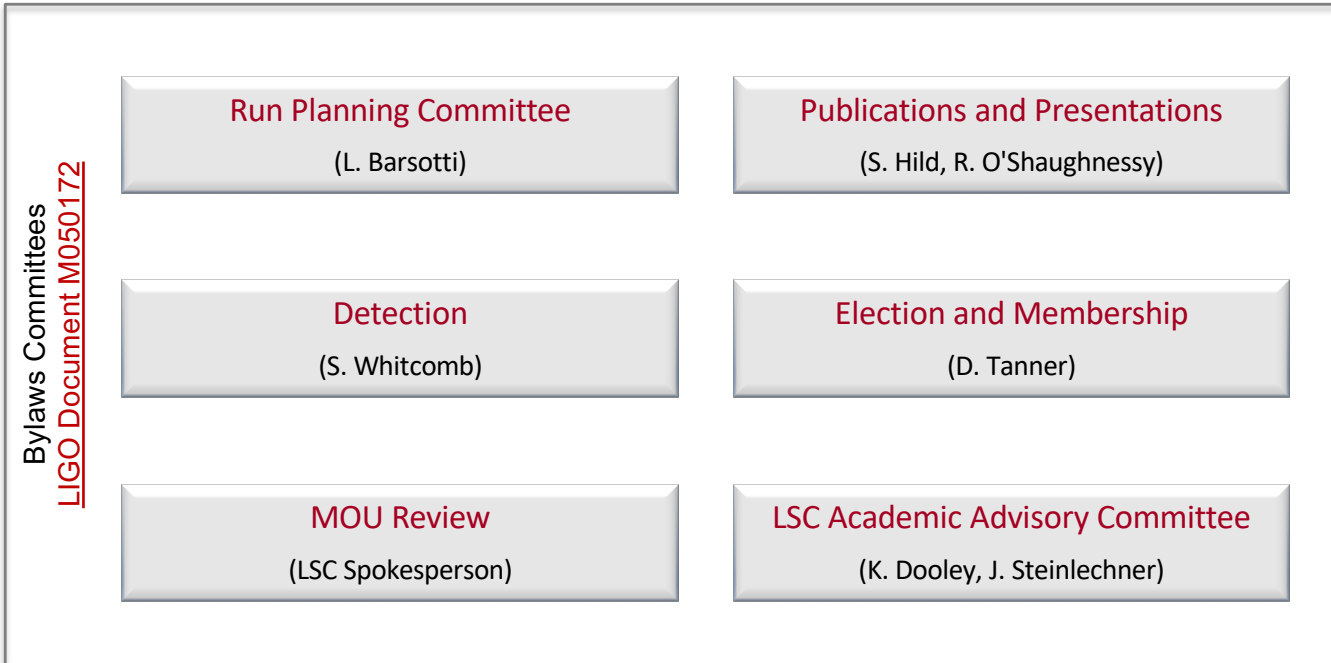 Bylaws Committees
LIGO Document M050172
Run Planning Committee
(L. Barsotti)
Publications and Presentations
(S. Hild, R. O'Shaughnessy)
Detection
(S. Whitcomb)
Election and Membership
(D. Tanner)
MOU Review
(LSC Spokesperson)
LSC Academic Advisory Committee
(K. Dooley, J. Steinlechner)